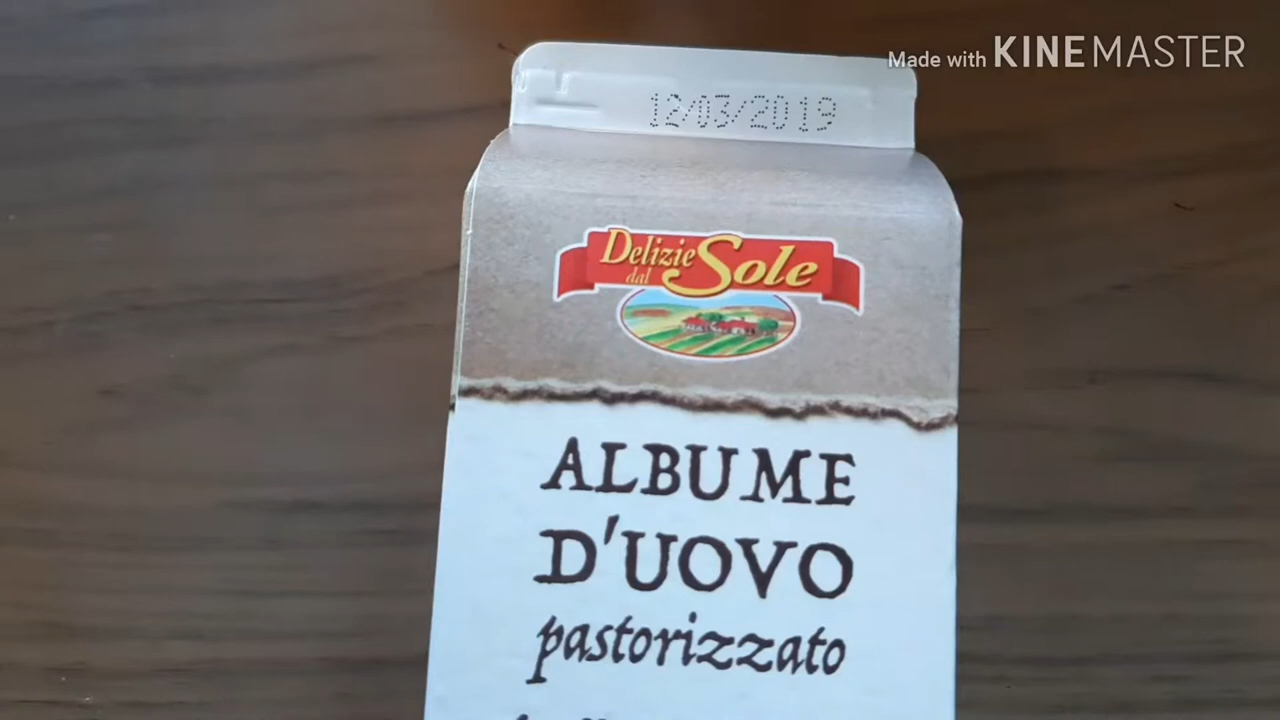 Made with KINEMASTER
12/03/2019
Delizie
dal Sole
ALBUME
D'UOVO
pastorizzato